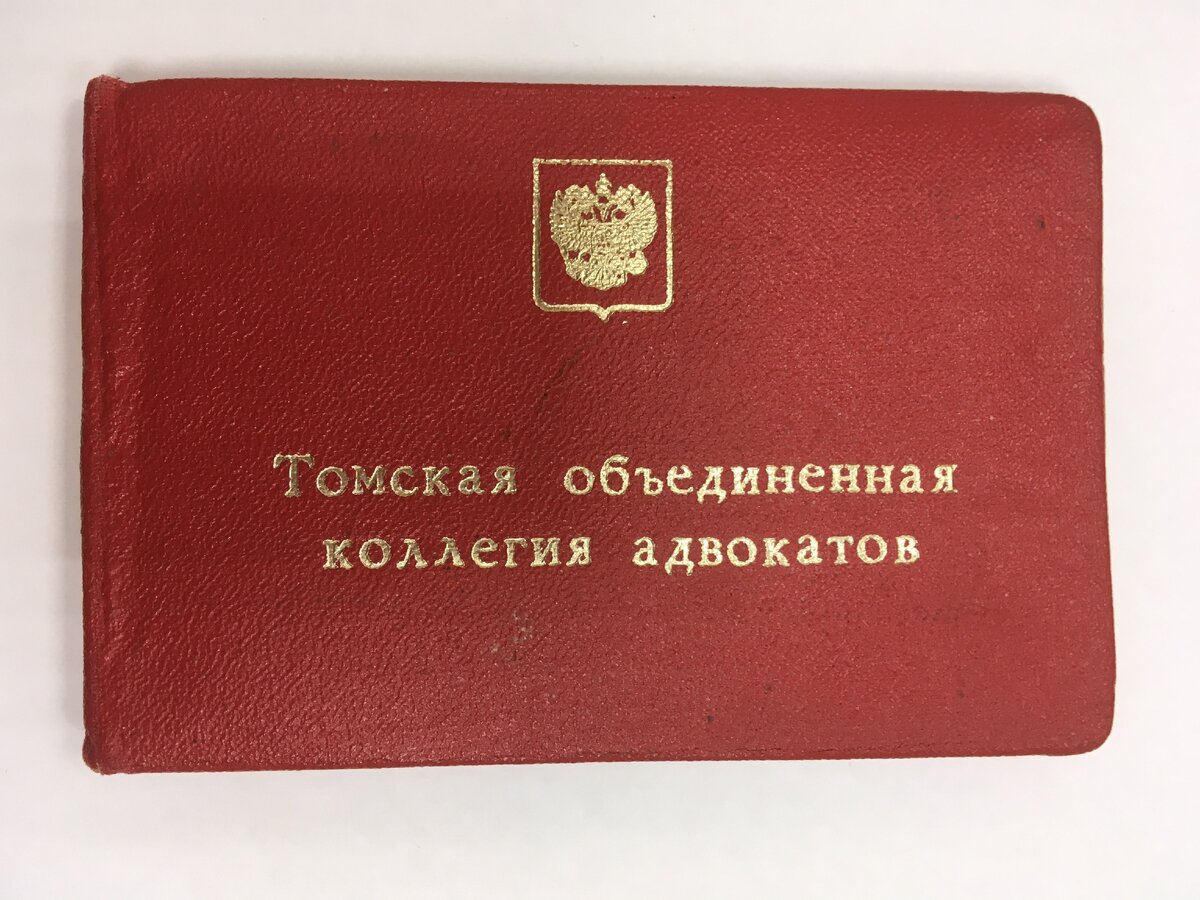 Томская объединенная
коллегия адвокатов